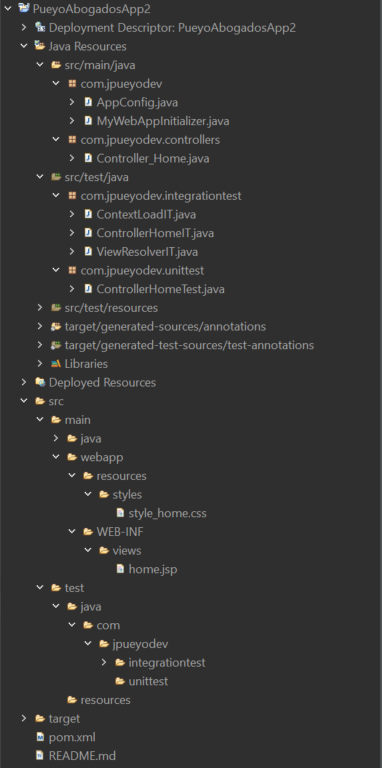 PueyoAbogadosApp2
Deployment Descriptor: PueyoAbogadosApp2
Java Resources
src/main/java
com.jpueyodev
AppConfig.java
MyWebAppInitializer.java
com.jpueyodev.controllers
Controller_Home.java
src/test/java
com.jpueyodev.integrationtest
ContextLoadIT.java
ControllerHomeIT.java
ViewResolverIT.java
com.jpueyodev.unittest
ControllerHomeTest.java
src/test/resources
target/generated-sources/annotations
target/generated-test-sources/test-annotations
Libraries
Deployed Resources
src
main
java
webapp
resources
styles
style_home.css
WEB-INF
views
home.jsp
test
java
com
jpueyodev
integrationtest
unittest
resources
target
pom.xml
README.md